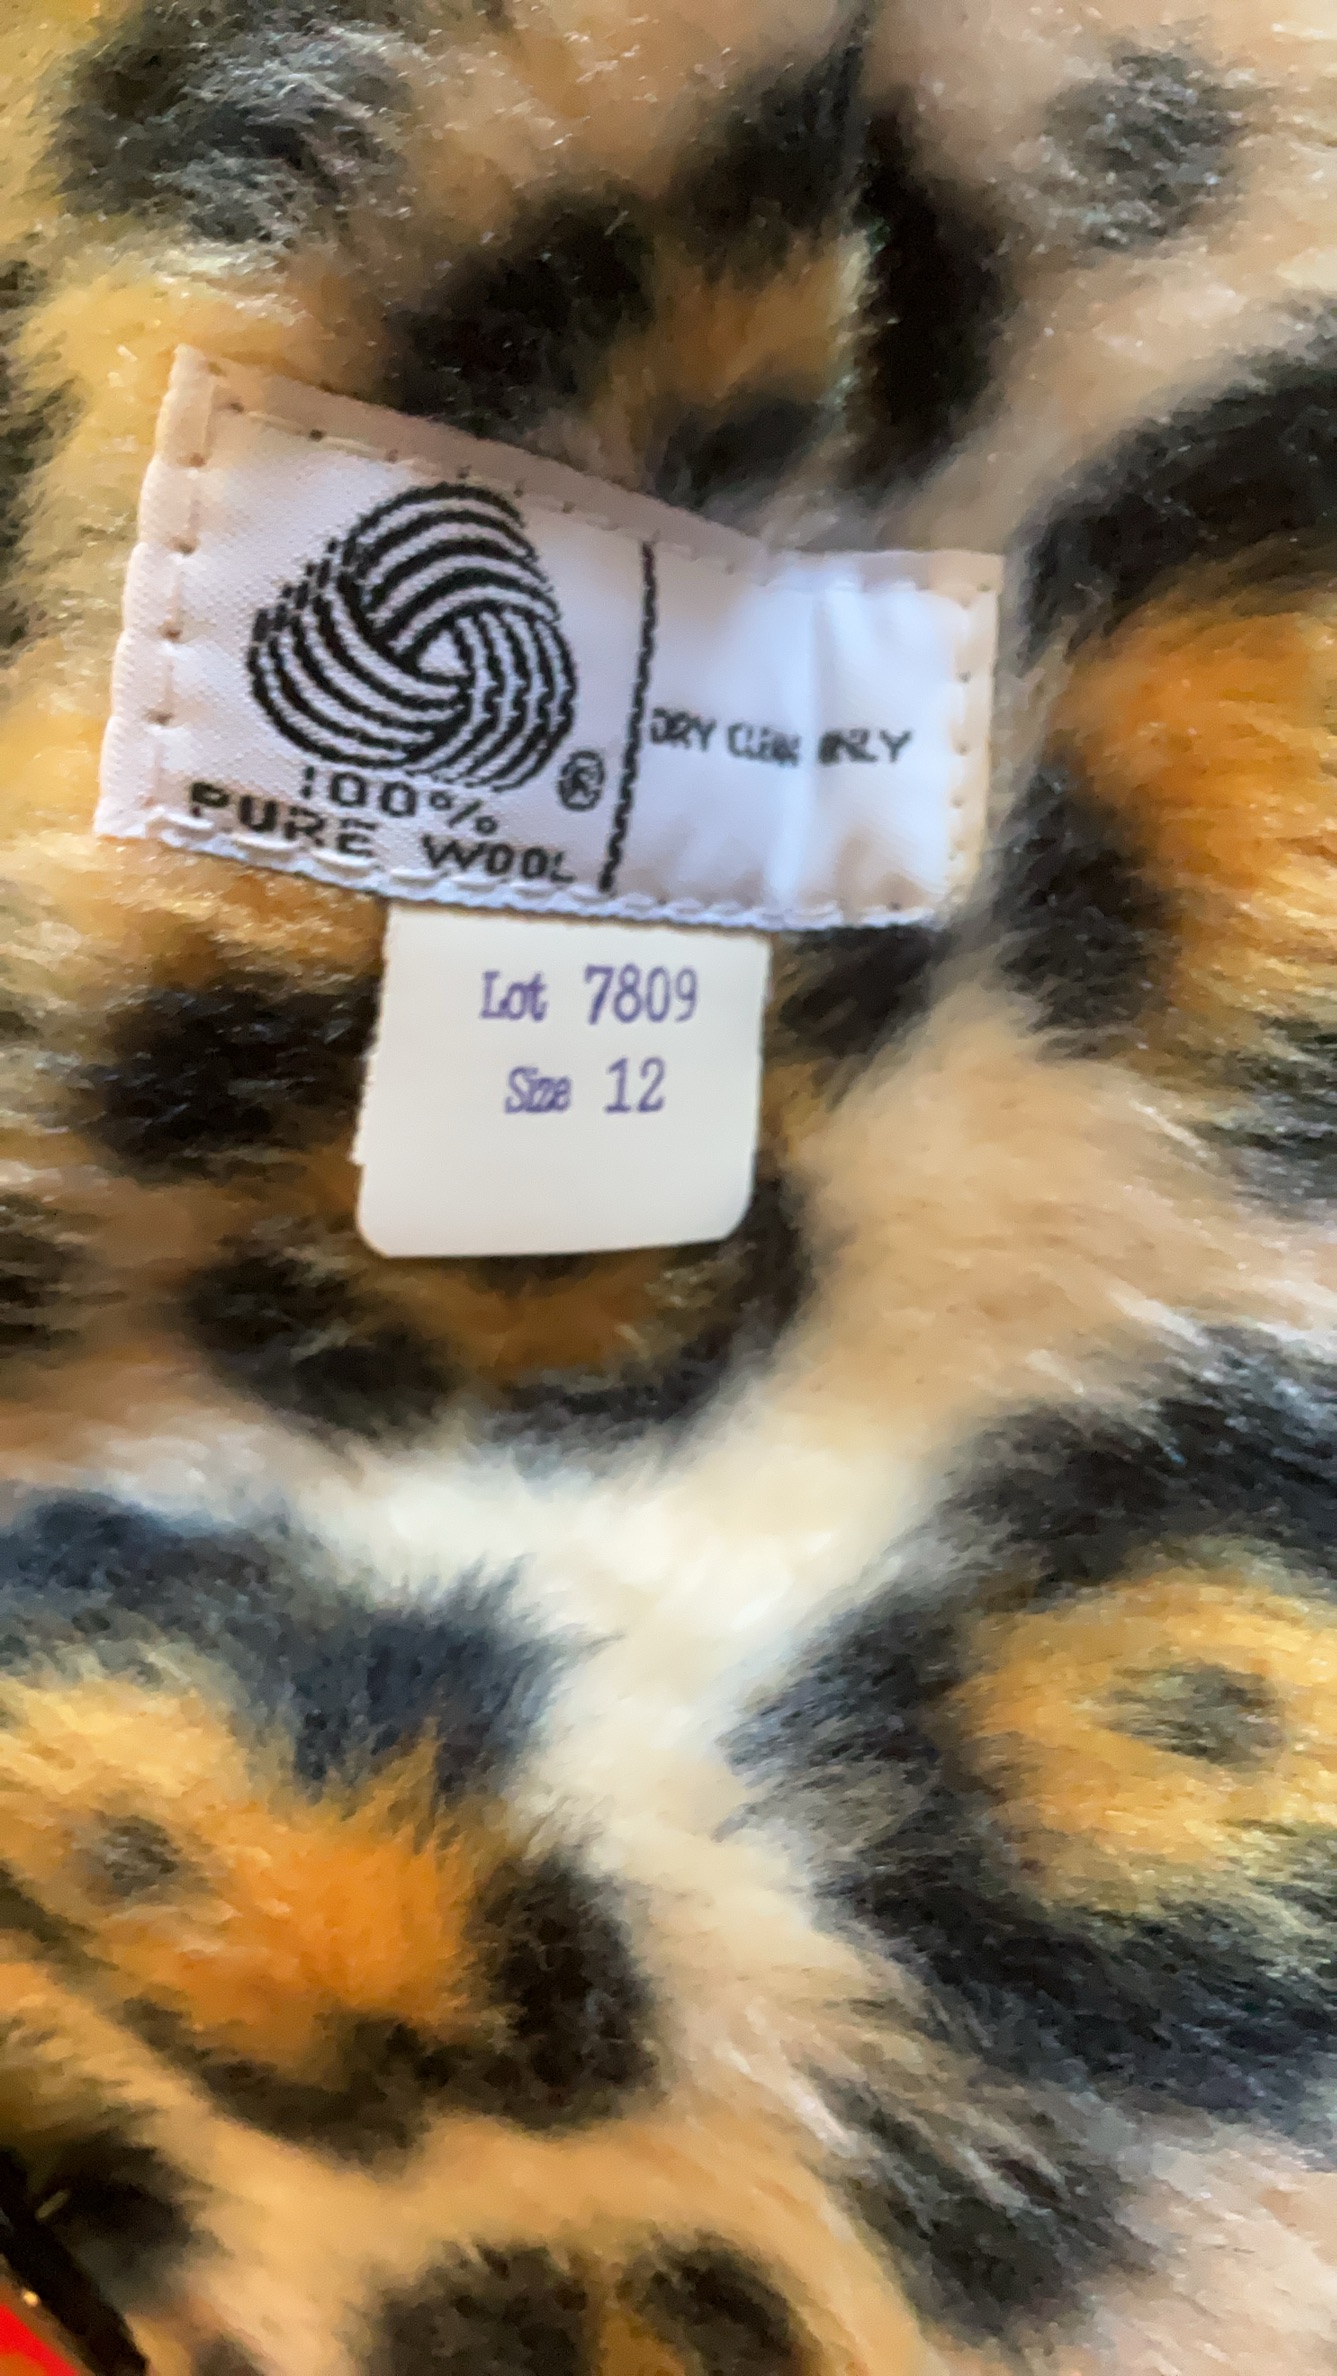 100%
PURE WOOL
®
DRY CLEAN ONLY
Lot 7809
Size 12